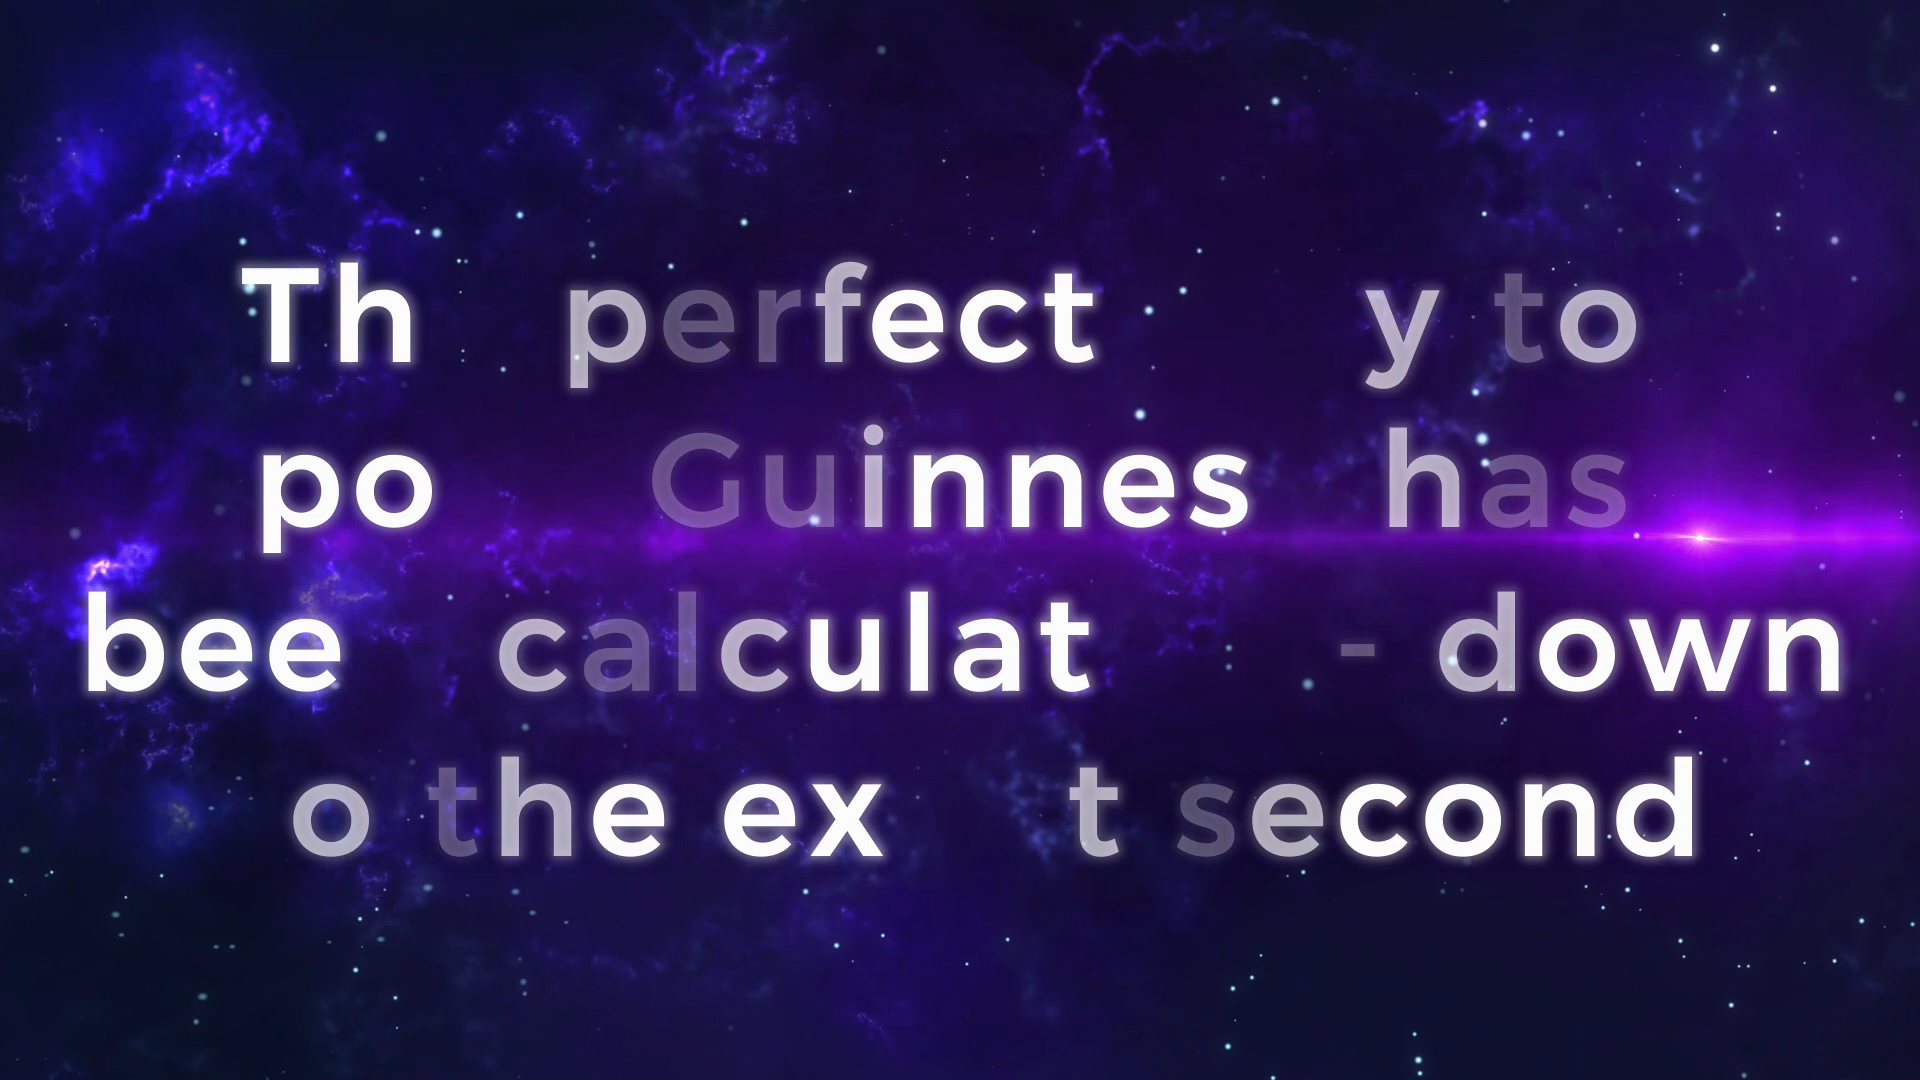 Th perfect y to
po Guinnes has
bee calculat - down
o the ex t second